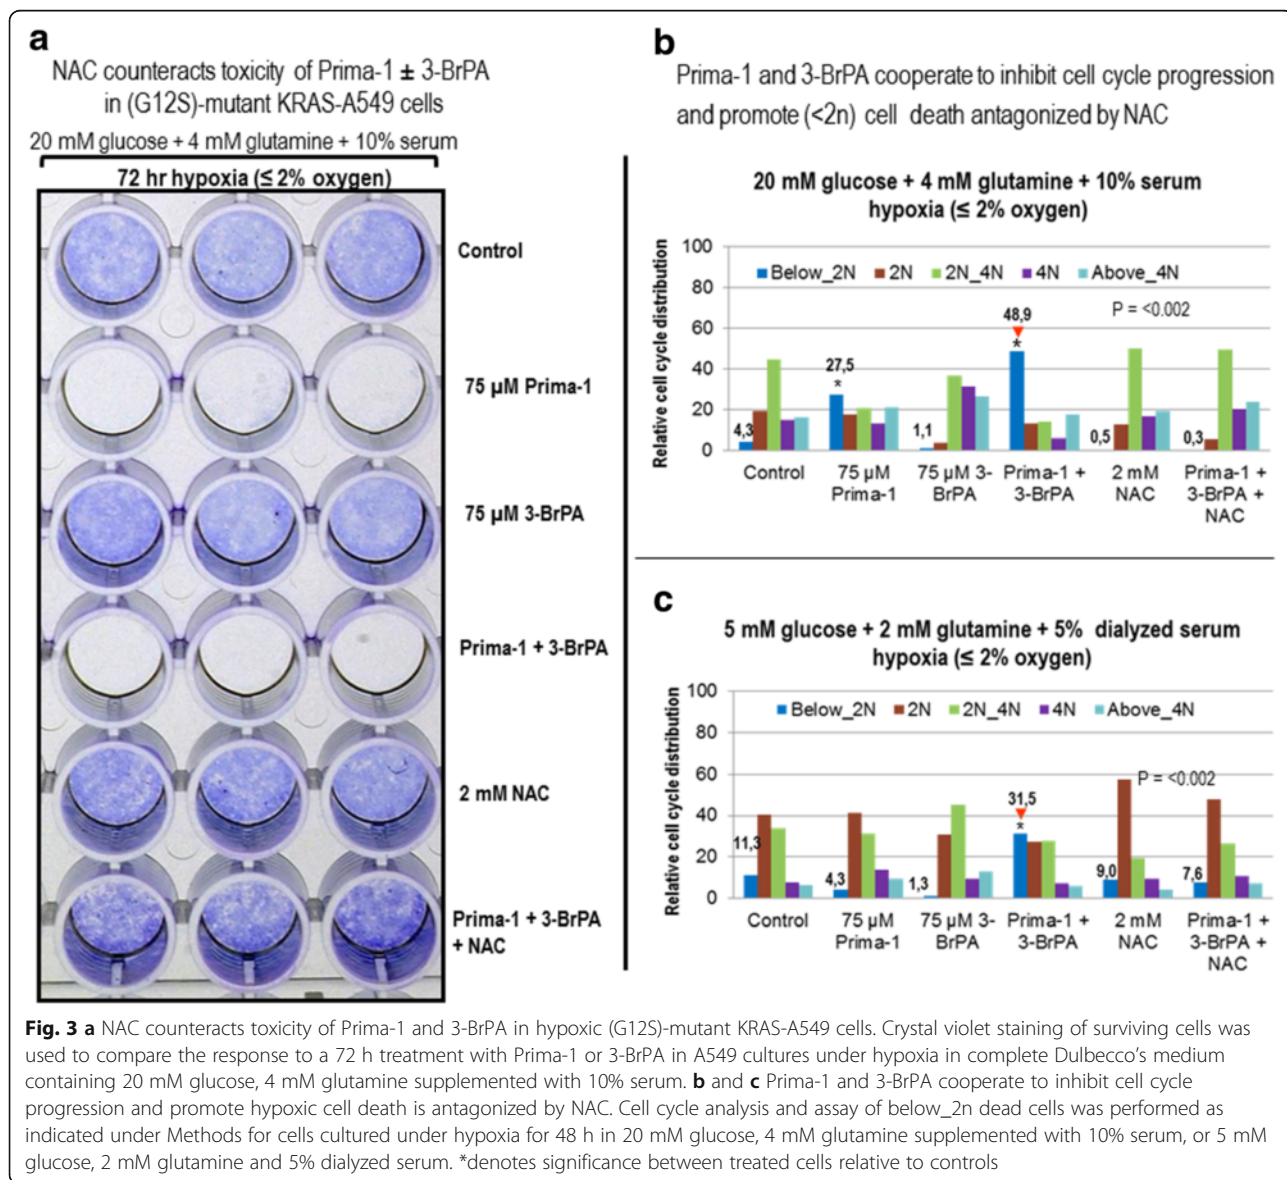 a
NAC counteracts toxicity of Prima-1 ± 3-BrPA
in (G12S)-mutant KRAS-A549 cells
20 mM glucose + 4 mM glutamine + 10% serum
72 hr hypoxia (≤ 2% oxygen)
Control
75 µM Prima-1
75 µM 3-BrPA
Prima-1 + 3-BrPA
2 mM NAC
Prima-1 + 3-BrPA
+ NAC
b
Prima-1 and 3-BrPA cooperate to inhibit cell cycle progression
and promote (<2n) cell death antagonized by NAC
20 mM glucose + 4 mM glutamine + 10% serum
hypoxia (≤ 2% oxygen)
Relative cell cycle distribution
100
80
60
40
20
0
Below_2N 2N 2N_4N 4N Above_4N
P = <0.002
4,3
27,5
*
1,1
48,9
*
0,5
0,3
Control
75 µM
Prima-1
75 µM 3-
BrPA
Prima-1 +
3-BrPA
2 mM
NAC
Prima-1 +
3-BrPA +
NAC
c
5 mM glucose + 2 mM glutamine + 5% dialyzed serum
hypoxia (≤ 2% oxygen)
Relative cell cycle distribution
100
80
60
40
20
0
Below_2N 2N 2N_4N 4N Above_4N
P = <0.002
11,3
4,3
1,3
31,5
*
9,0
7,6
Control
75 µM
Prima-1
75 µM 3-
BrPA
Prima-1 +
3-BrPA
2 mM
NAC
Prima-1 +
3-BrPA +
NAC
Fig. 3 a NAC counteracts toxicity of Prima-1 and 3-BrPA in hypoxic (G12S)-mutant KRAS-A549 cells. Crystal violet staining of surviving cells was
used to compare the response to a 72 h treatment with Prima-1 or 3-BrPA in A549 cultures under hypoxia in complete Dulbecco's medium
containing 20 mM glucose, 4 mM glutamine supplemented with 10% serum. b and c Prima-1 and 3-BrPA cooperate to inhibit cell cycle
progression and promote hypoxic cell death is antagonized by NAC. Cell cycle analysis and assay of below_2n dead cells was performed as
indicated under Methods for cells cultured under hypoxia for 48 h in 20 mM glucose, 4 mM glutamine supplemented with 10% serum, or 5 mM
glucose, 2 mM glutamine and 5% dialyzed serum. *denotes significance between treated cells relative to controls